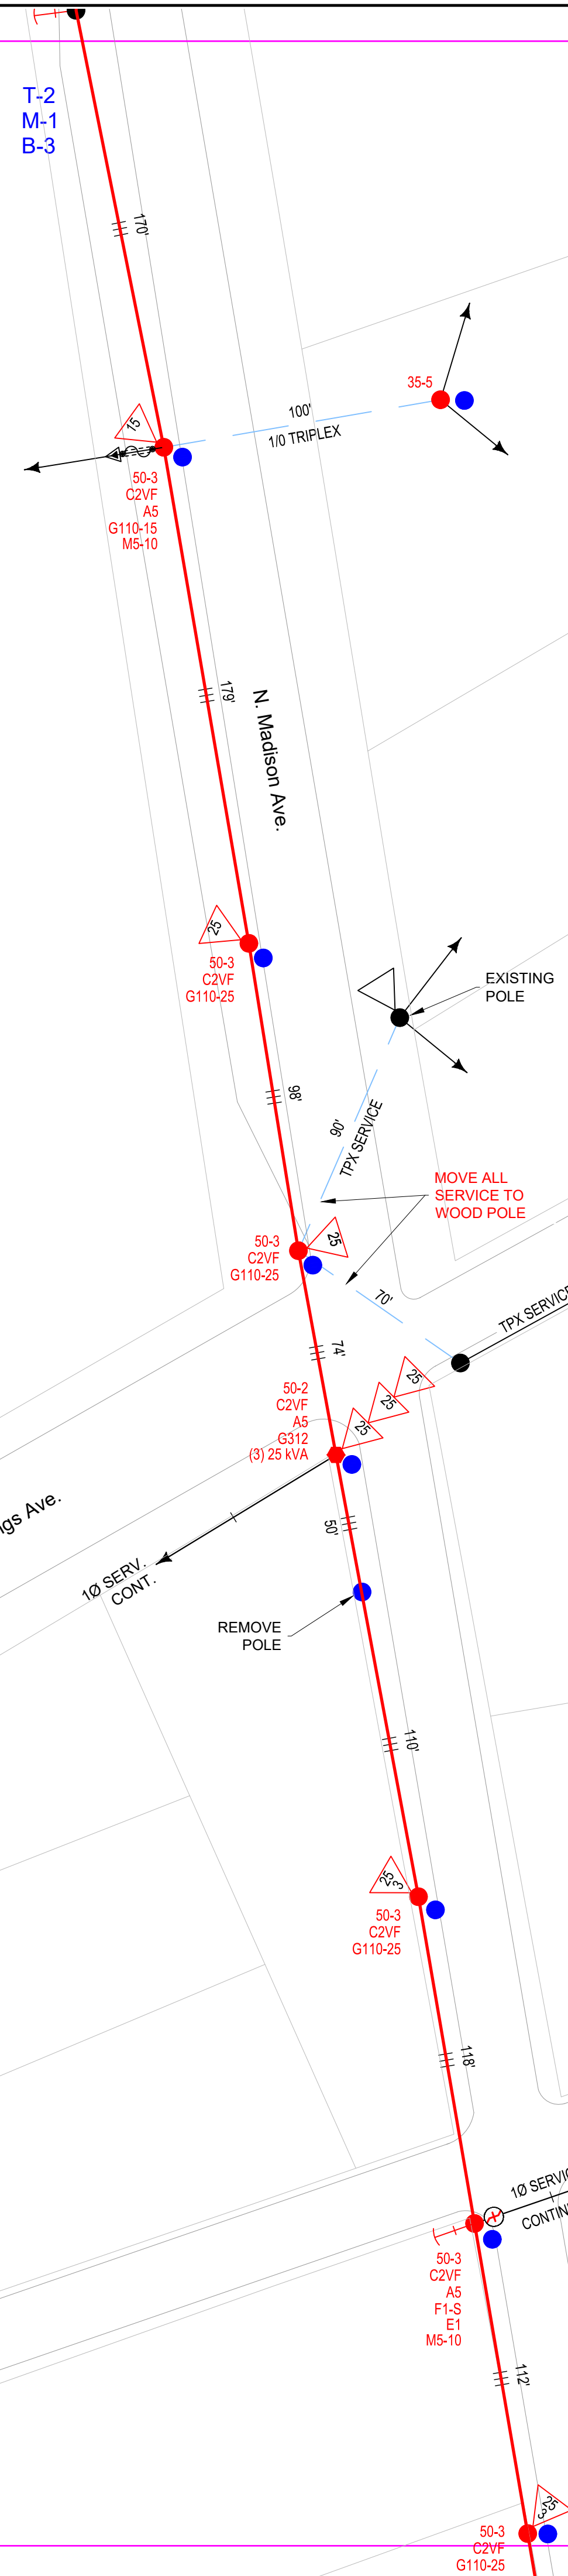 T-2
M-1
B-3
170'
35-5
100'
1/0 TRIPLEX
15
50-3
C2VF
A5
G110-15
M5-10
179'
N. Madison Ave.
25
50-3
C2VF
G110-25
EXISTING
POLE
98'
90'
TPX SERVICE
MOVE ALL
SERVICE TO
WOOD POLE
50-3
C2VF
G110-25
25
70'
TPX SERVICE
74'
50-2
C2VF
A5
G312
(3) 25 kVA
25
25
25
gs Ave.
50'
1Ø SERV.
CONT.
REMOVE
POLE
110'
25
3
50-3
C2VF
G110-25
118'
1Ø SERVIC
CONTIN
50-3
C2VF
A5
F1-S
E1
M5-10
112'
25
3
50-3
C2VF
G110-25